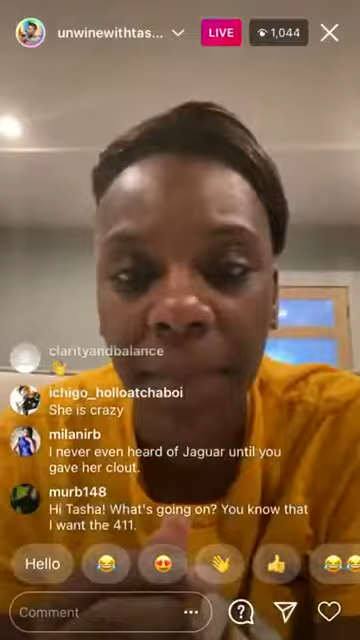 unwinewithtas...
LIVE
1,044
clarityandbalance
ichigo_holloatchaboi
She is crazy
milanirb
I never even heard of Jaguar until you
gave her clout.
murb148
Hi Tasha! What's going on? You know that
I want the 411.
Hello
Comment